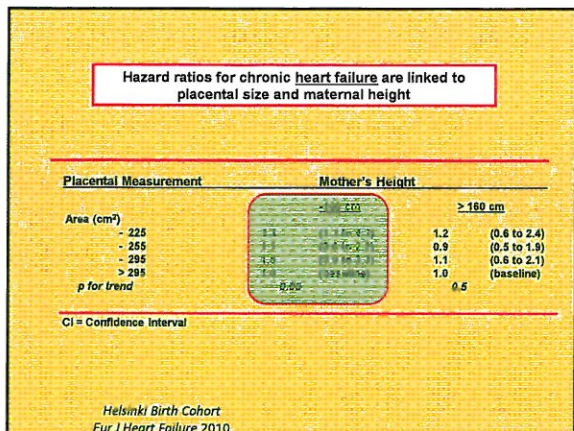 Hazard ratios for chronic heart failure are linked to
placental size and maternal height
Placental Measurement Mother's Height
cm > 160 cm
Area (cm²)
- 225 1.2 (0.6 to 2.4)
- 255 0.9 (0.5 to 1.9)
- 295 1.1 (0.6 to 2.1)
> 295 1.0 (baseline)
p for trend 0.5
CI = Confidence Interval
Helsinki Birth Cohort
Eur J Heart Failure 2010